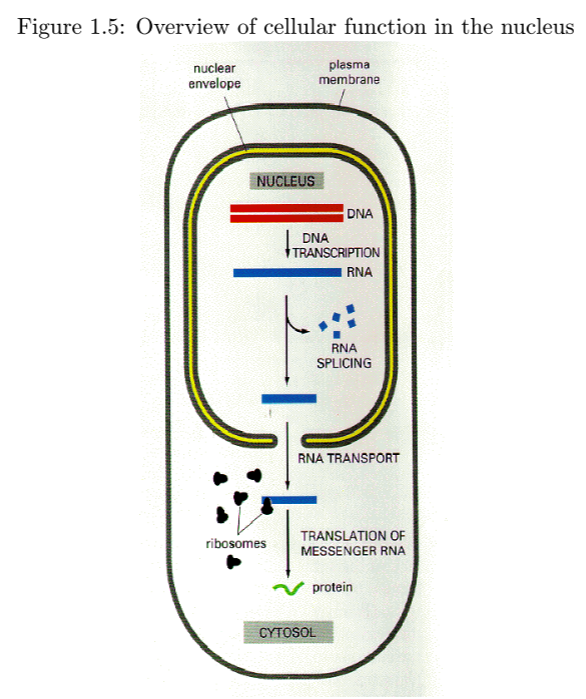 Figure 1.5: Overview of cellular function in the nucleus
nuclear
envelope
plasma
membrane
NUCLEUS
DNA
DNA
TRANSCRIPTION
RNA
RNA
SPLICING
RNA TRANSPORT
ribosomes
TRANSLATION OF
MESSENGER RNA
protein
CYTOSOL